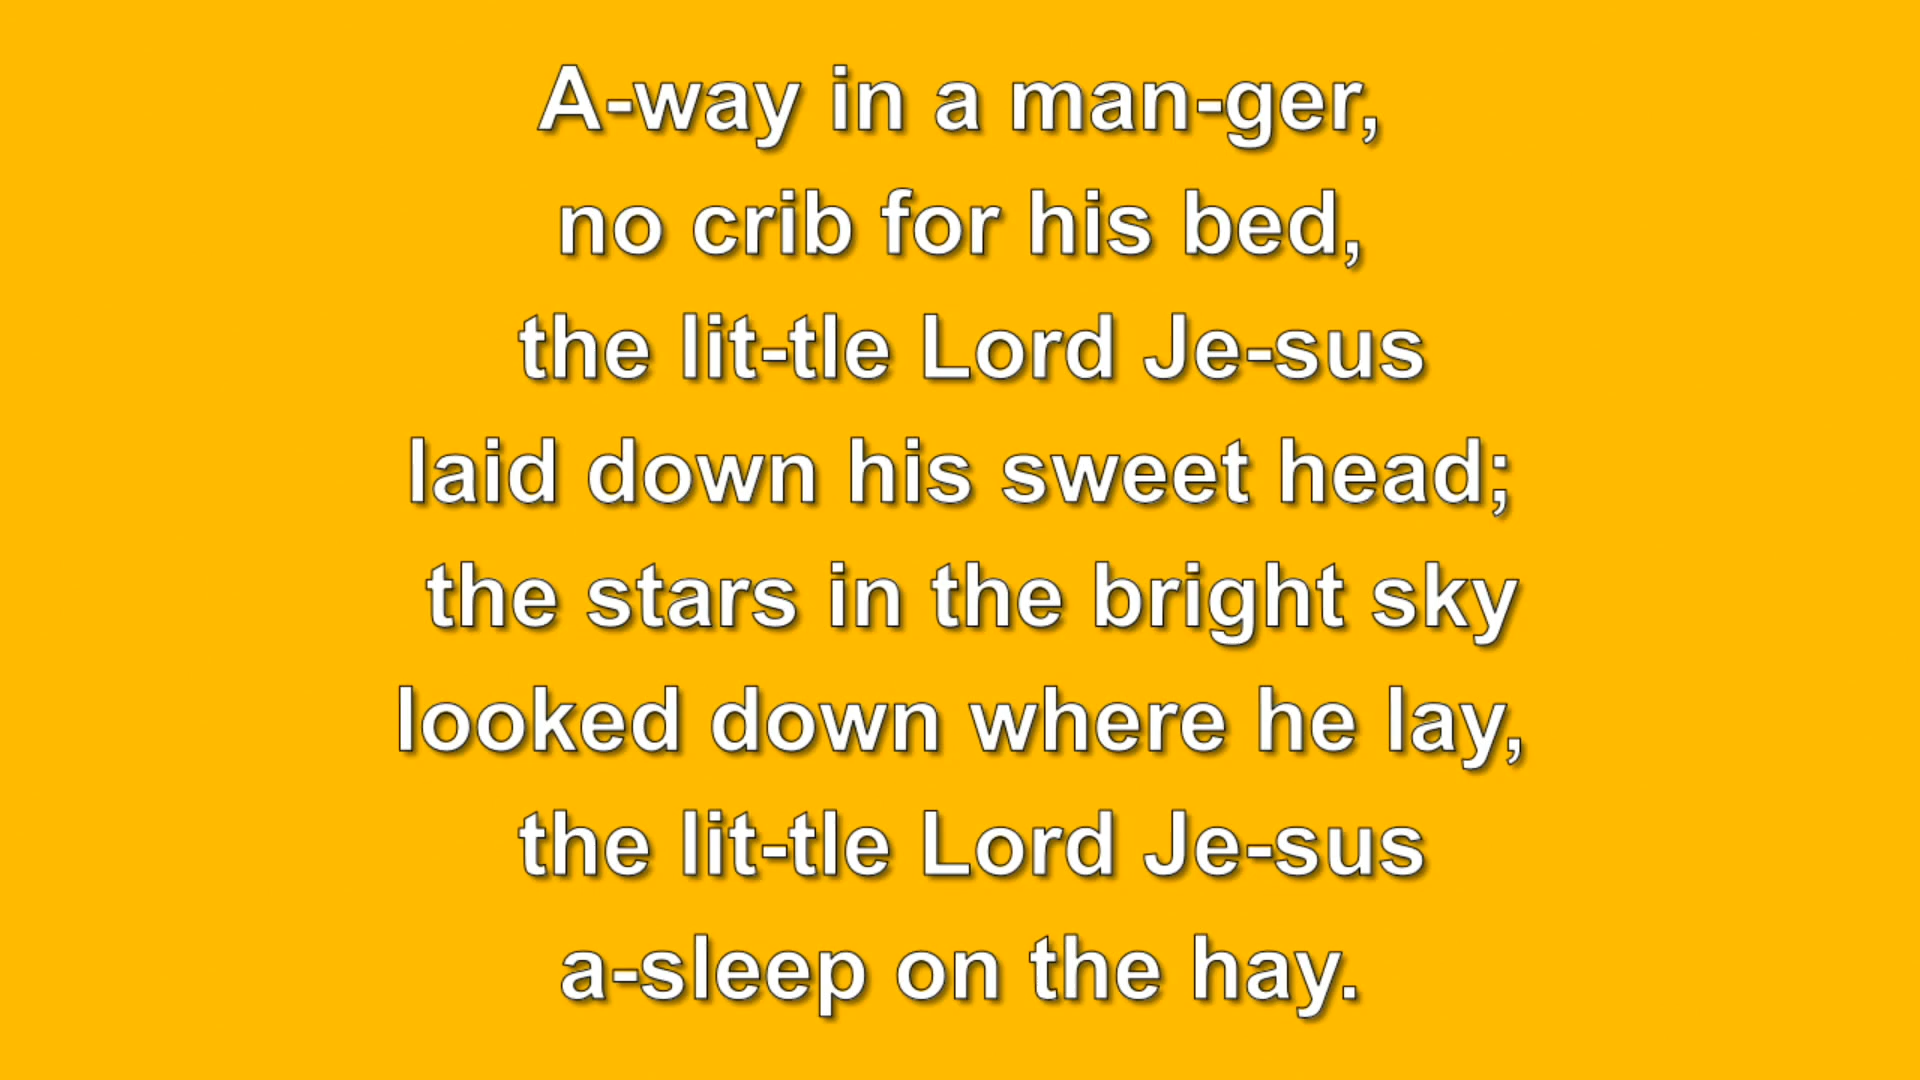 A-way in a man-ger,
no crib for his bed,
the lit-tle Lord Je-sus
laid down his sweet head;
the stars in the bright sky
looked down where he lay,
the lit-tle Lord Je-sus
a-sleep on the hay.